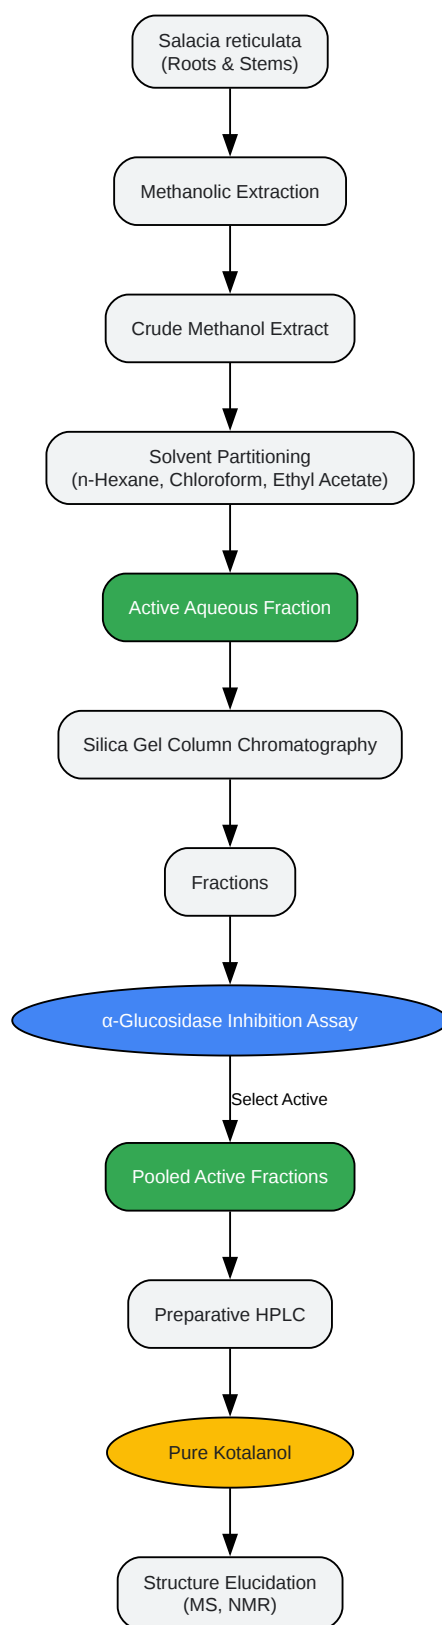 Salacia reticulata
(Roots & Stems)
Methanolic Extraction
Crude Methanol Extract
Solvent Partitioning
(n-Hexane, Chloroform, Ethyl Acetate)
Active Aqueous Fraction
Silica Gel Column Chromatography
Fractions
α-Glucosidase Inhibition Assay
Select Active
Pooled Active Fractions
Preparative HPLC
Pure Kotalanol
Structure Elucidation
(MS, NMR)